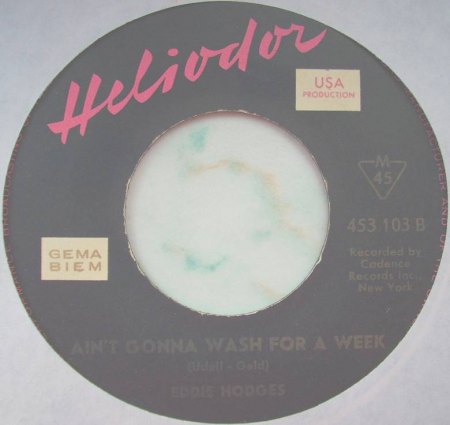 Heliodor
USA
PRODUCTION
M
45
453 103 B
GEMA
BIEM
Recorded by
Cadence
Records Inc.,
New York
AIN'T GONNA WASH FOR A WEEK
(Udell - Geld)
EDDIE HODGES